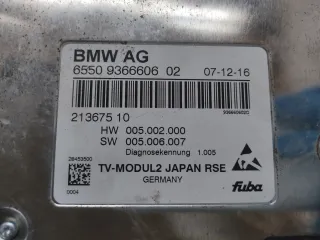 BMW AG
6550 9366606 02 07-12-16
213675 10
HW 005.002.000
SW 005.006.007
Diagnosekennung 1.005
TV-MODUL2 JAPAN RSE
GERMANY
fuba
0004